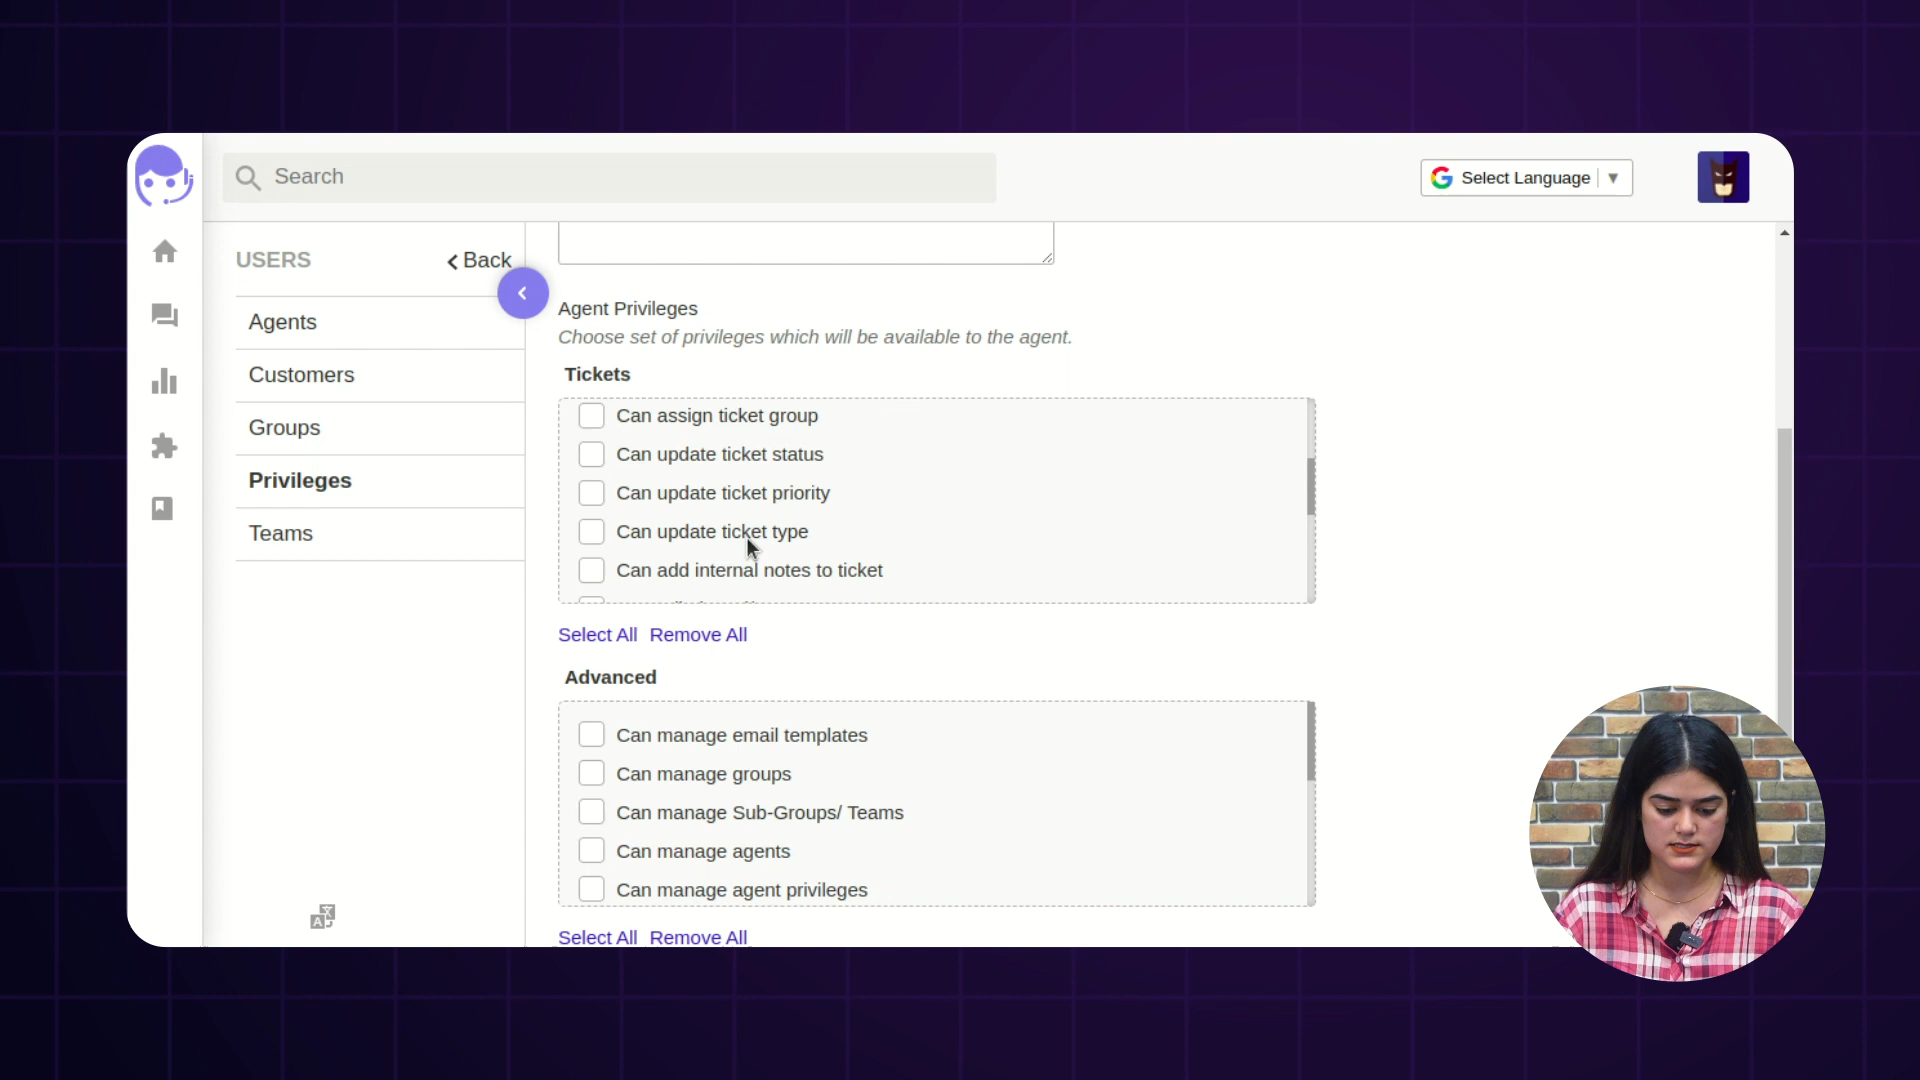 Search
Select Language
USERS
Back
Agents
Customers
Groups
Privileges
Teams
Agent Privileges
Choose set of privileges which will be available to the agent.
Tickets
Can assign ticket group
Can update ticket status
Can update ticket priority
Can update ticket type
Can add internal notes to ticket
Select All Remove All
Advanced
Can manage email templates
Can manage groups
Can manage Sub-Groups/ Teams
Can manage agents
Can manage agent privileges
Select All Remove All